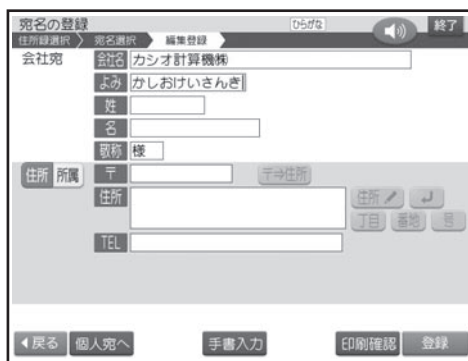 宛名の登録 ひらがな 終了
住所録選択 宛名選択 編集登録
会社宛 会社名 カシオ計算機㈱
よみ かしおけいさんき
姓
名
敬称 様
住所 所属 〒 〒⇒住所
住所 住所
丁目 番地 号
TEL
戻る 個人宛へ 手書入力 印刷確認 登録